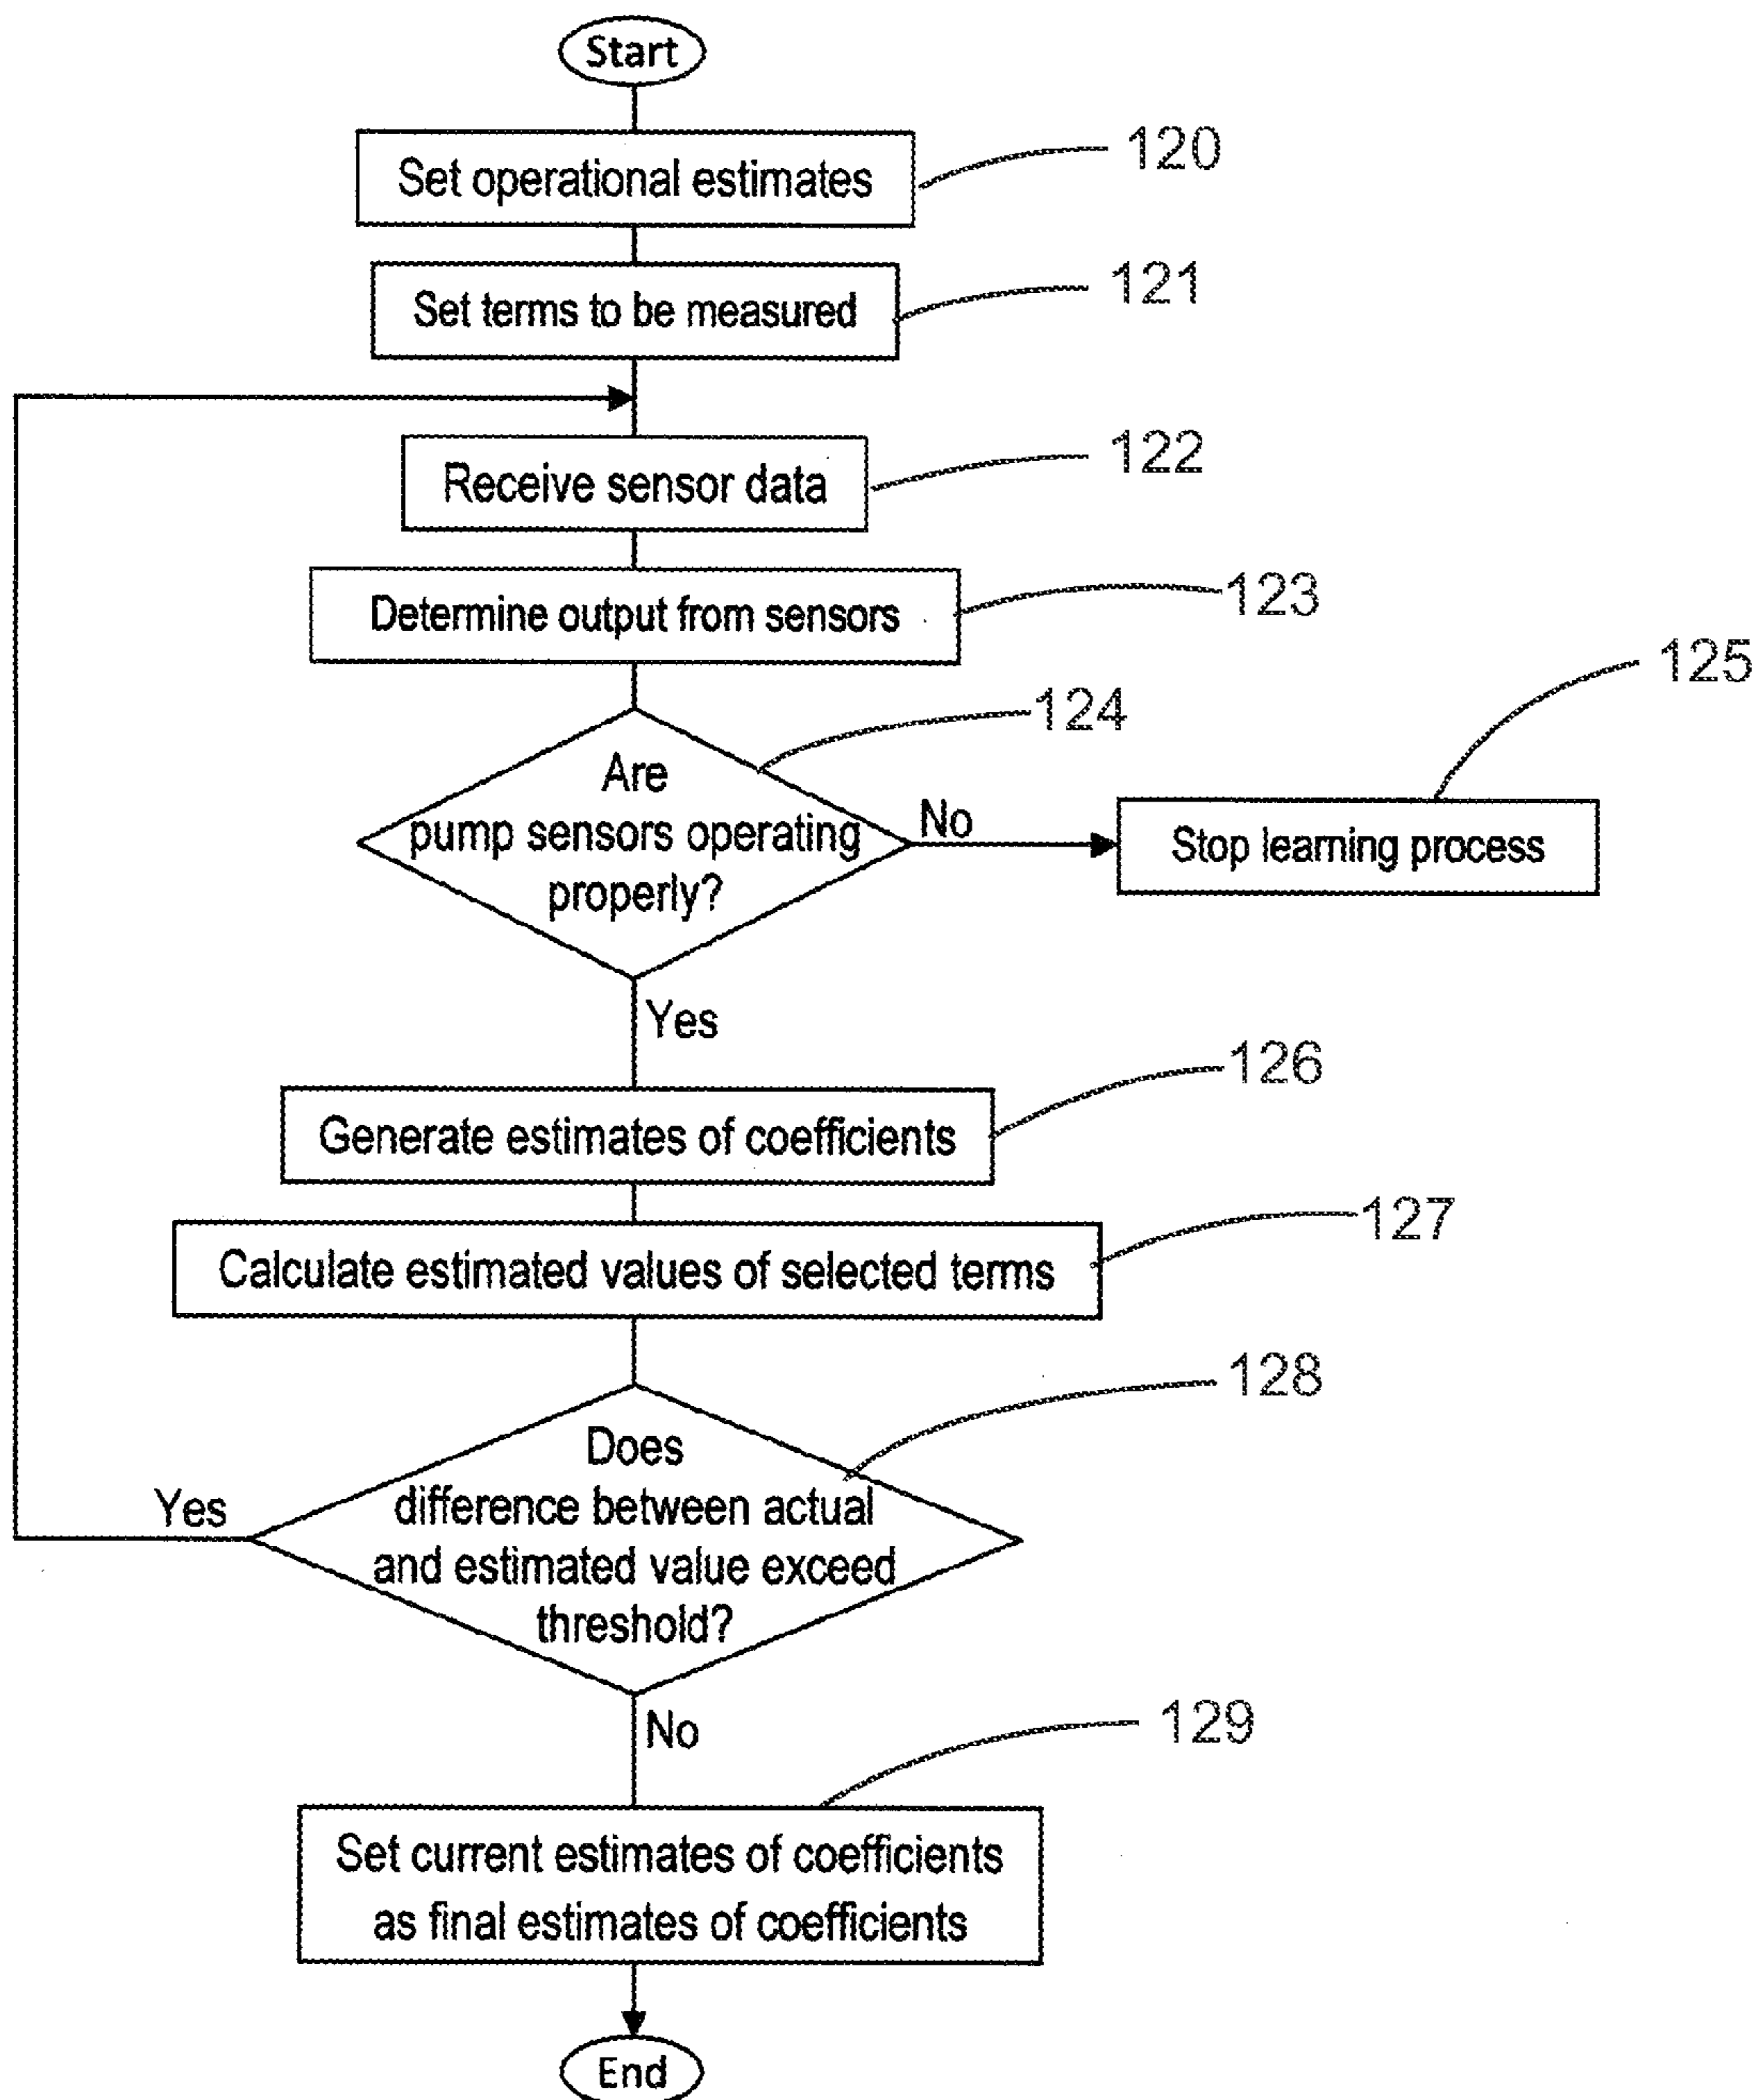 Start
Set operational estimates
120
Set terms to be measured
121
Receive sensor data
122
Determine output from sensors
123
Are
pump sensors operating
properly?
124
No
Stop learning process
125
Yes
Generate estimates of coefficients
126
Calculate estimated values of selected terms
127
Does
difference between actual
and estimated value exceed
threshold?
128
Yes
No
Set current estimates of coefficients
as final estimates of coefficients
129
End